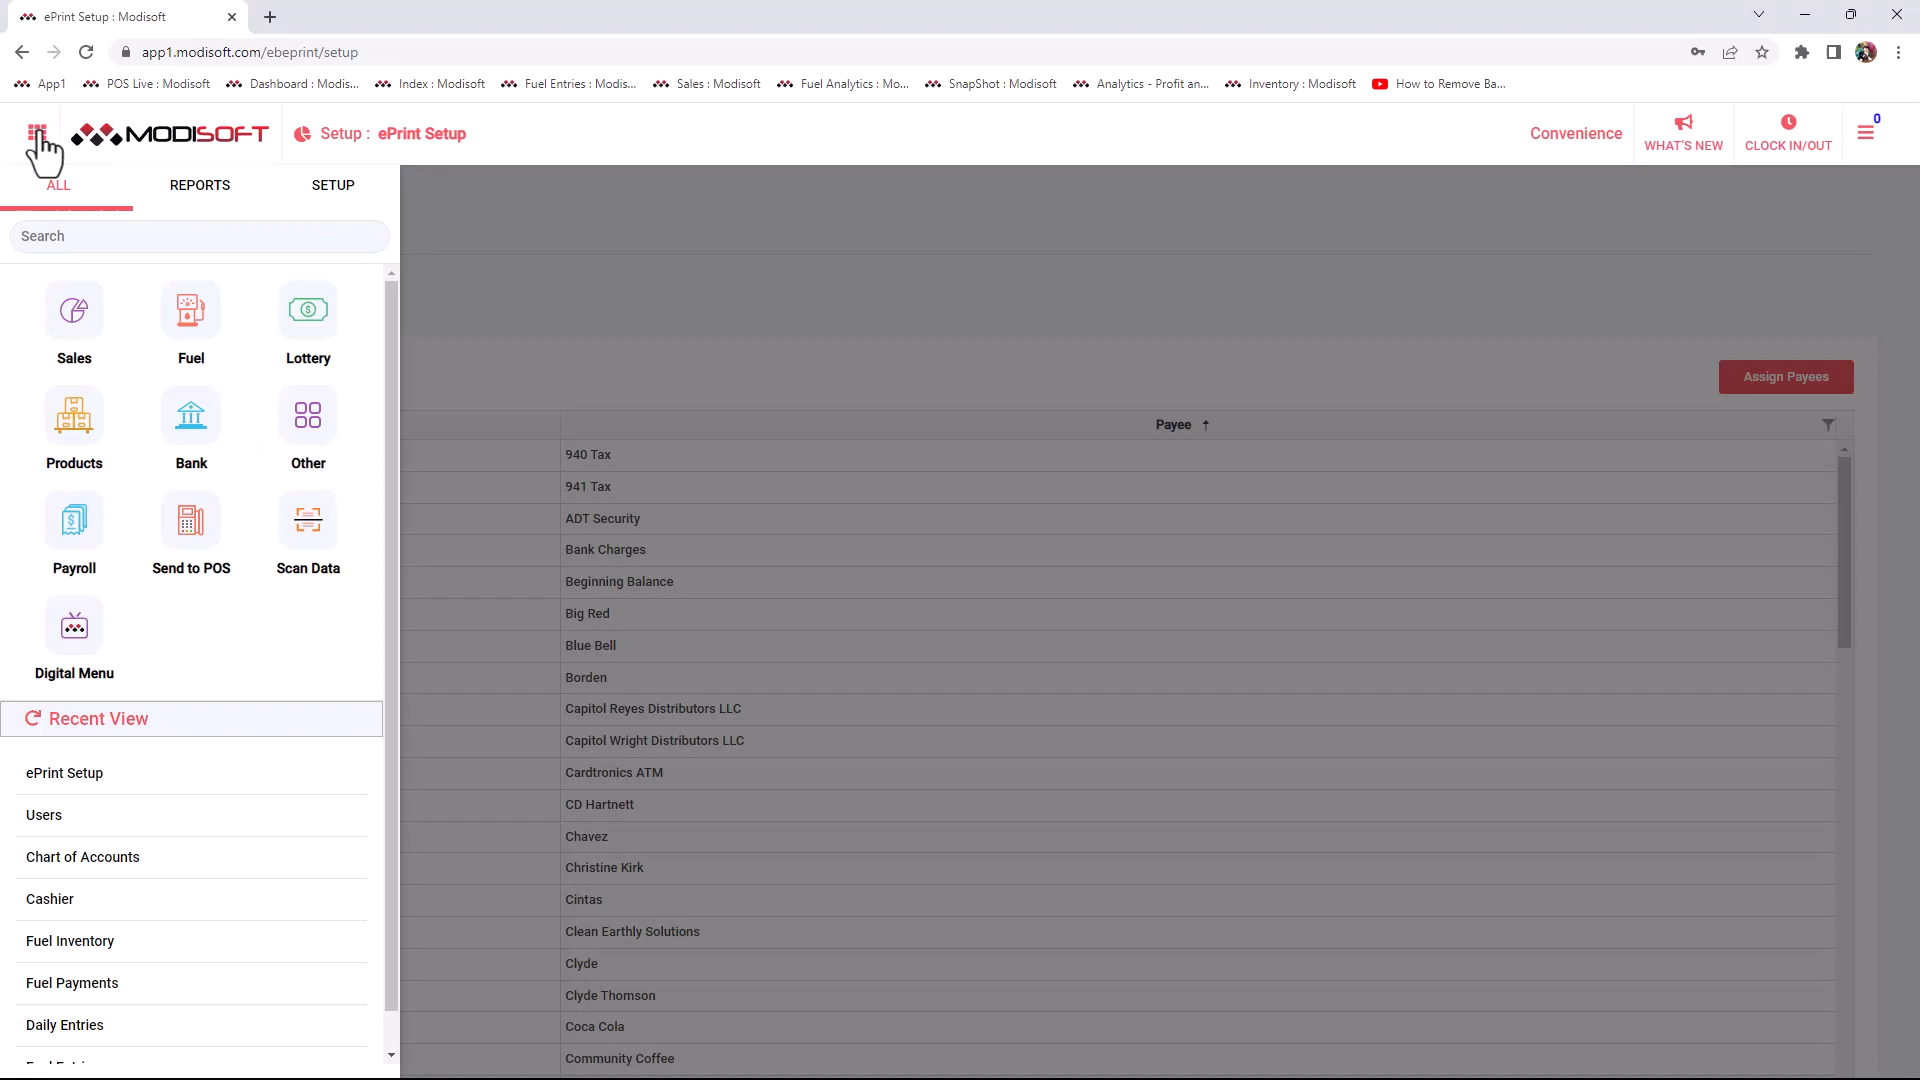 ePrint Setup : Modisoft
app1.modisoft.com/ebeprint/setup
App1
POS Live : Modisoft
Dashboard : Modis...
Index : Modisoft
Fuel Entries : Modis...
Sales : Modisoft
Fuel Analytics : Mo...
SnapShot : Modisoft
Analytics - Profit an...
Inventory : Modisoft
How to Remove Ba...
MODISOFT
Setup : ePrint Setup
Convenience
WHAT'S NEW
CLOCK IN/OUT
0
ALL
REPORTS
SETUP
Search
Sales
Fuel
Lottery
Products
Bank
Other
Payroll
Send to POS
Scan Data
Digital Menu
Recent View
ePrint Setup
Users
Chart of Accounts
Cashier
Fuel Inventory
Fuel Payments
Daily Entries
Assign Payees
Payee
940 Tax
941 Tax
ADT Security
Bank Charges
Beginning Balance
Big Red
Blue Bell
Borden
Capitol Reyes Distributors LLC
Capitol Wright Distributors LLC
Cardtronics ATM
CD Hartnett
Chavez
Christine Kirk
Cintas
Clean Earthly Solutions
Clyde
Clyde Thomson
Coca Cola
Community Coffee